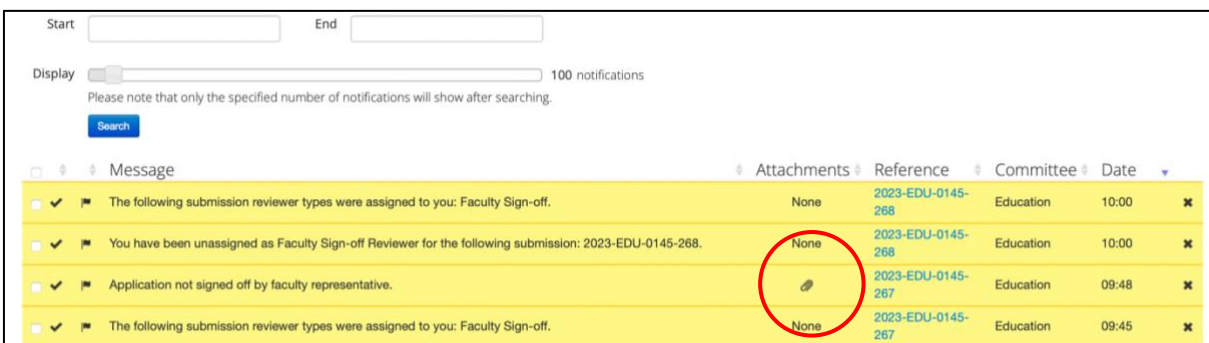 Start End
Display 100 notifications
Please note that only the specified number of notifications will show after searching.
Search
Message Attachments Reference Committee Date
The following submission reviewer types were assigned to you: Faculty Sign-off. None 2023-EDU-0145-268 Education 10:00
You have been unassigned as Faculty Sign-off Reviewer for the following submission: 2023-EDU-0145-268. None 2023-EDU-0145-268 Education 10:00
Application not signed off by faculty representative. 2023-EDU-0145-267 Education 09:48
The following submission reviewer types were assigned to you: Faculty Sign-off. None 2023-EDU-0145-267 Education 09:45